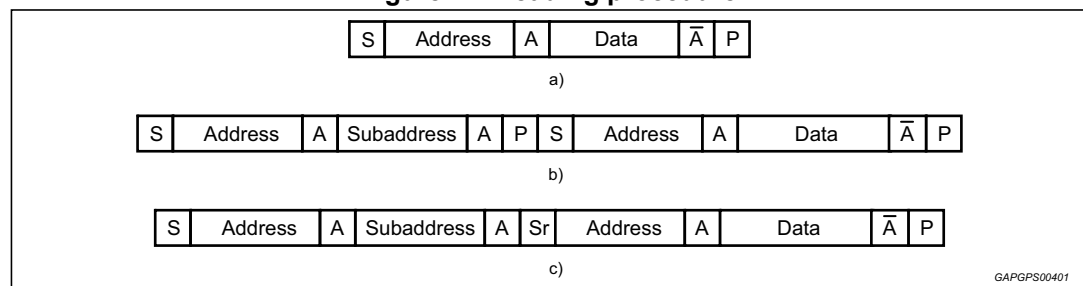 S Address A Data A̅ P
a)
S Address A Subaddress A P S Address A Data A̅ P
b)
S Address A Subaddress A Sr Address A Data A̅ P
c)
GAPGPS00401